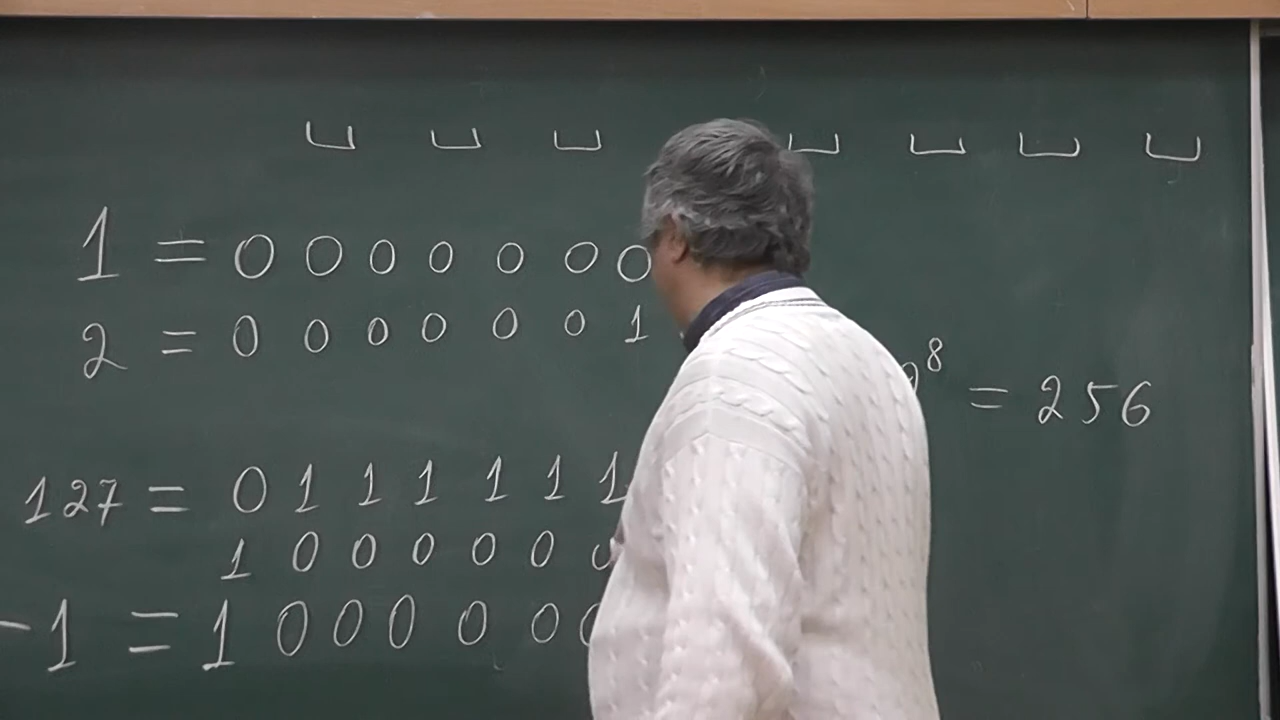 ␣ ␣ ␣ ␣ ␣ ␣ ␣
1 = 0 0 0 0 0 0 0
2 = 0 0 0 0 0 0 1
8 = 256
127 = 0 1 1 1 1 1 1
1 0 0 0 0 0
-1 = 1 0 0 0 0 0